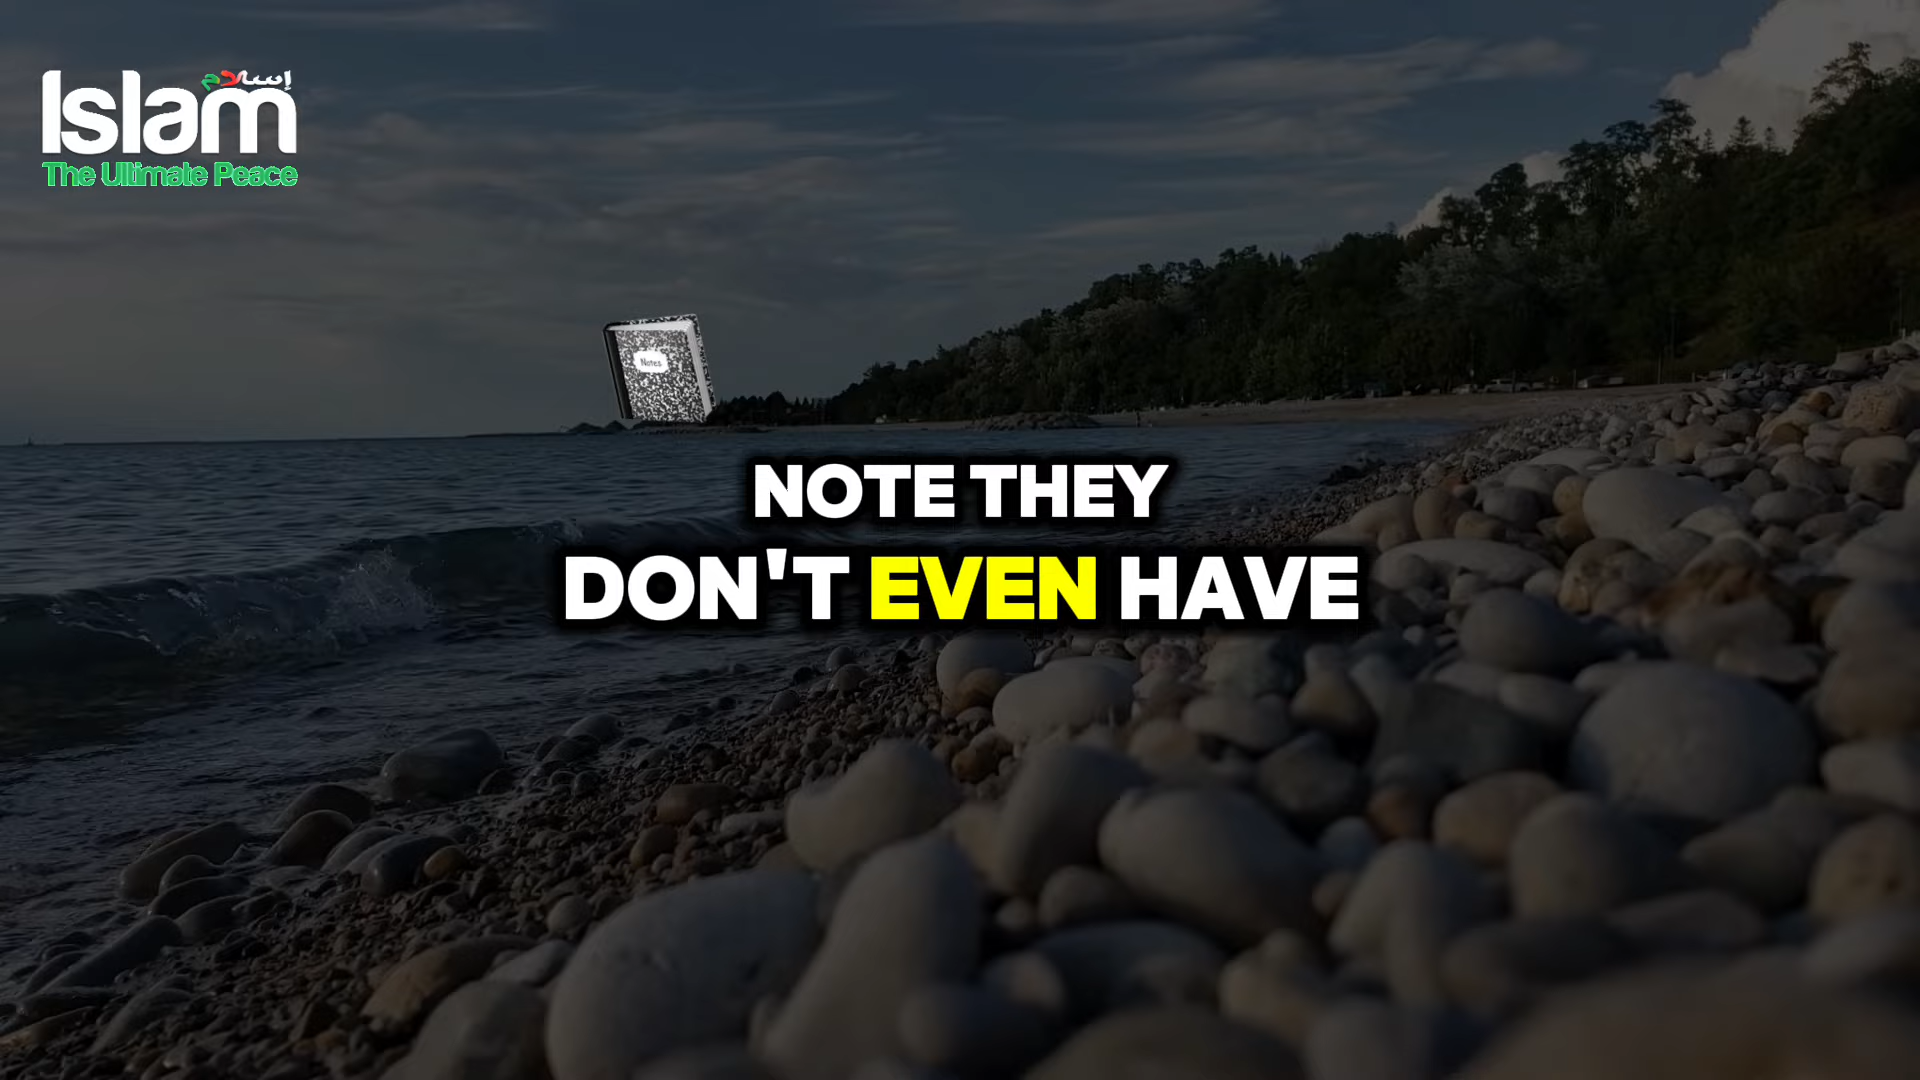 إسلام
Islam
The Ultimate Peace
Notes
NOTE THEY
DON'T EVEN HAVE